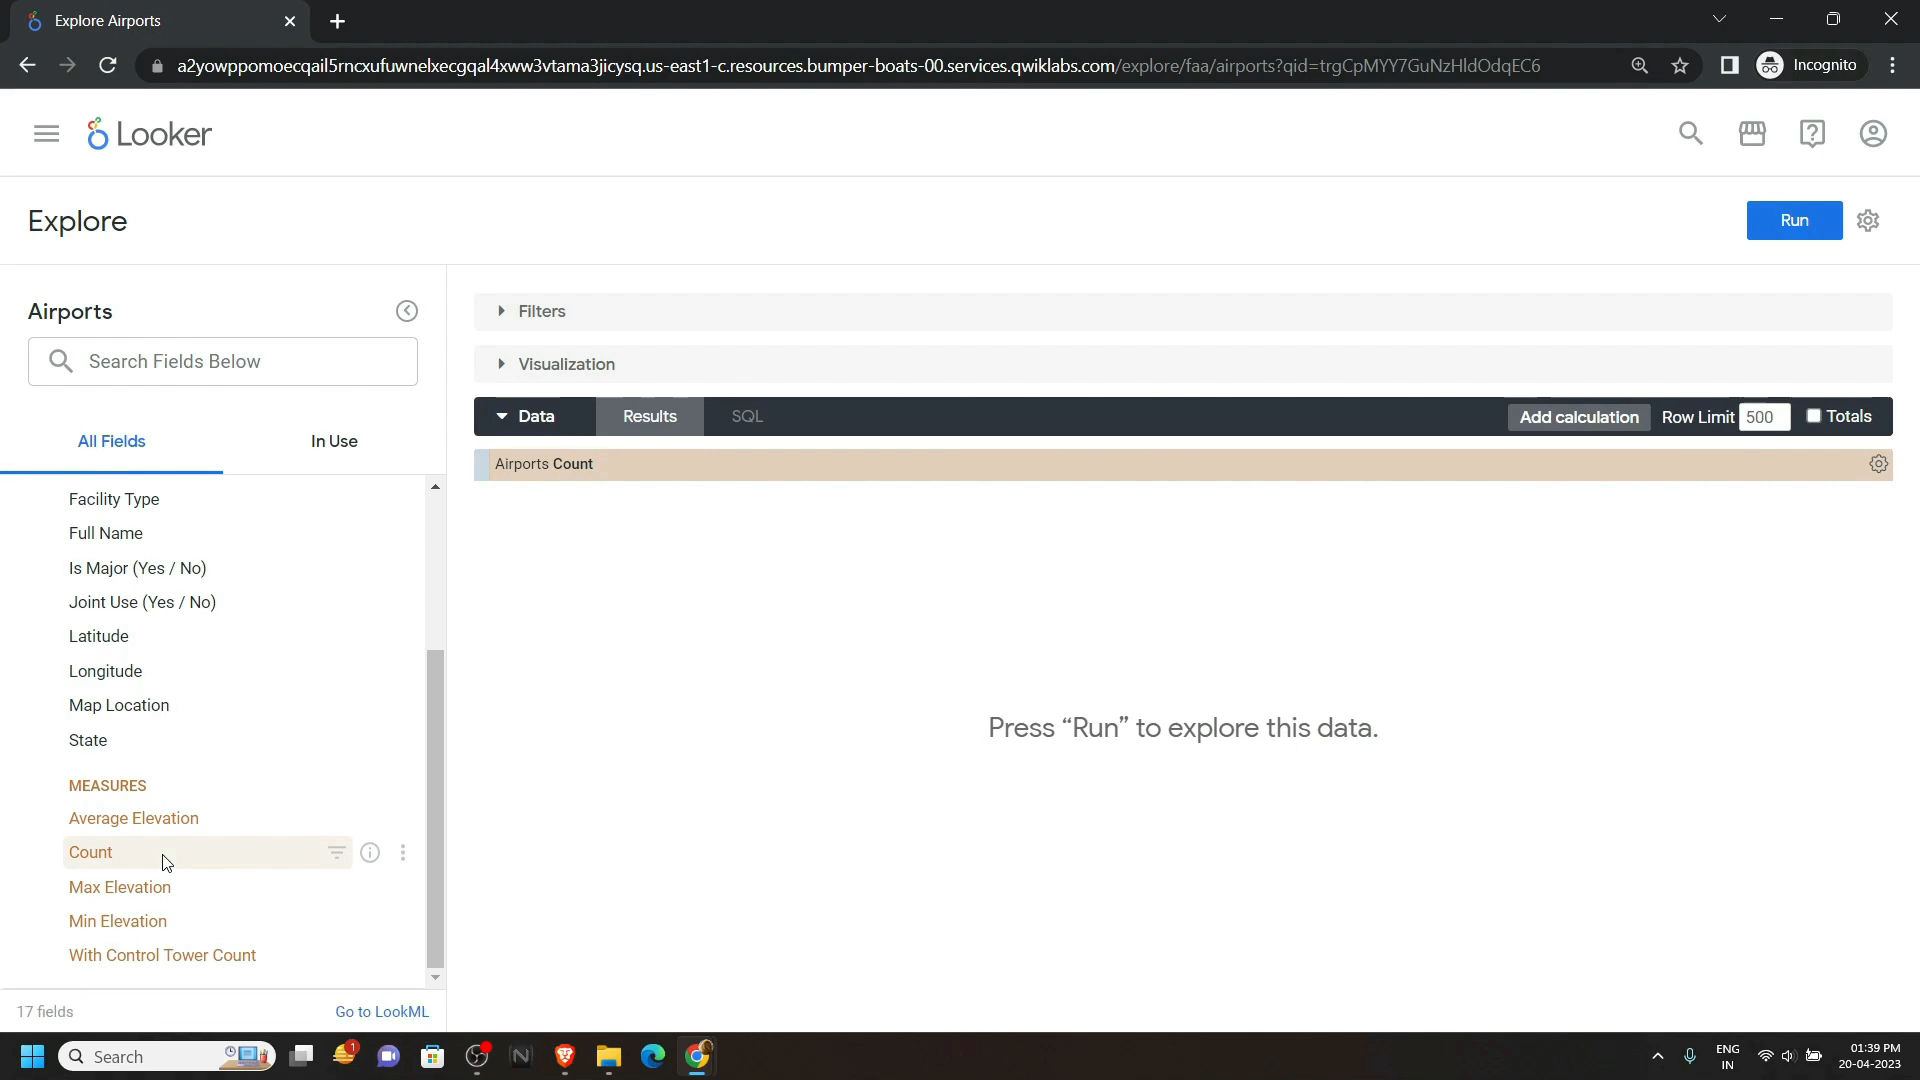 Explore Airports
a2yowppomoecqail5rncxufuwnelxecgqal4xww3vtama3jicysq.us-east1-c.resources.bumper-boats-00.services.qwiklabs.com/explore/faa/airports?qid=trgCpMYY7GuNzHldOdqEC6
Incognito
Looker
Explore
Run
Airports
Search Fields Below
All Fields
In Use
Facility Type
Full Name
Is Major (Yes / No)
Joint Use (Yes / No)
Latitude
Longitude
Map Location
State
MEASURES
Average Elevation
Count
Max Elevation
Min Elevation
With Control Tower Count
17 fields
Go to LookML
Filters
Visualization
Data
Results
SQL
Add calculation
Row Limit
500
Totals
Airports Count
Press “Run” to explore this data.
Search
1
ENG
IN
01:39 PM
20-04-2023